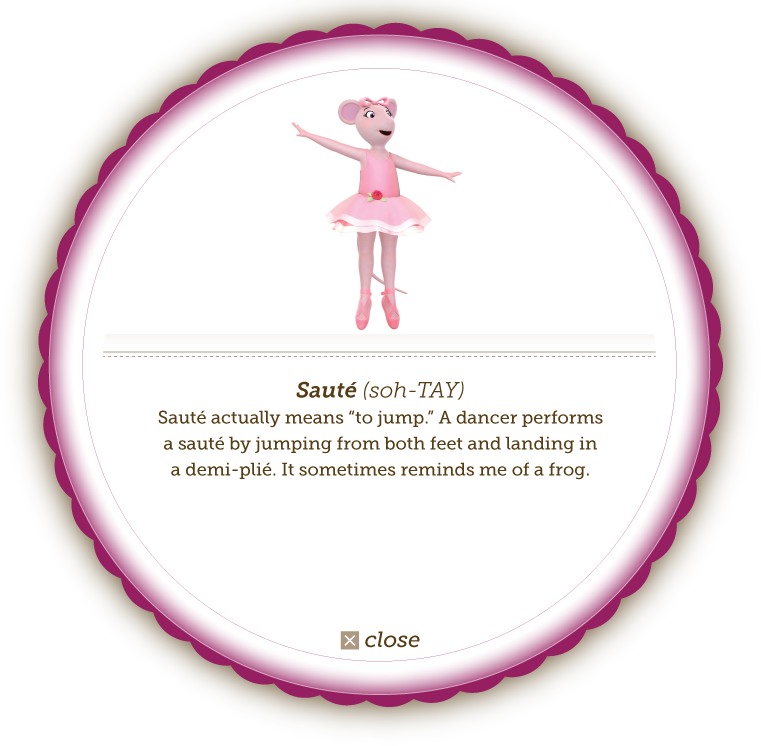 Sauté (soh-TAY)
Sauté actually means “to jump.” A dancer performs
a sauté by jumping from both feet and landing in
a demi-plié. It sometimes reminds me of a frog.
close